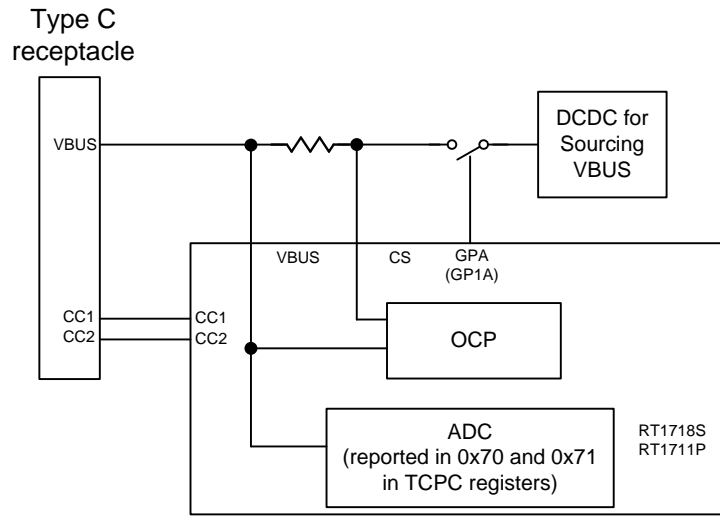 Type C
receptacle
VBUS
DCDC for
Sourcing
VBUS
VBUS
CS
GPA
(GP1A)
CC1
CC2
CC1
CC2
OCP
ADC
(reported in 0x70 and 0x71
in TCPC registers)
RT1718S
RT1711P